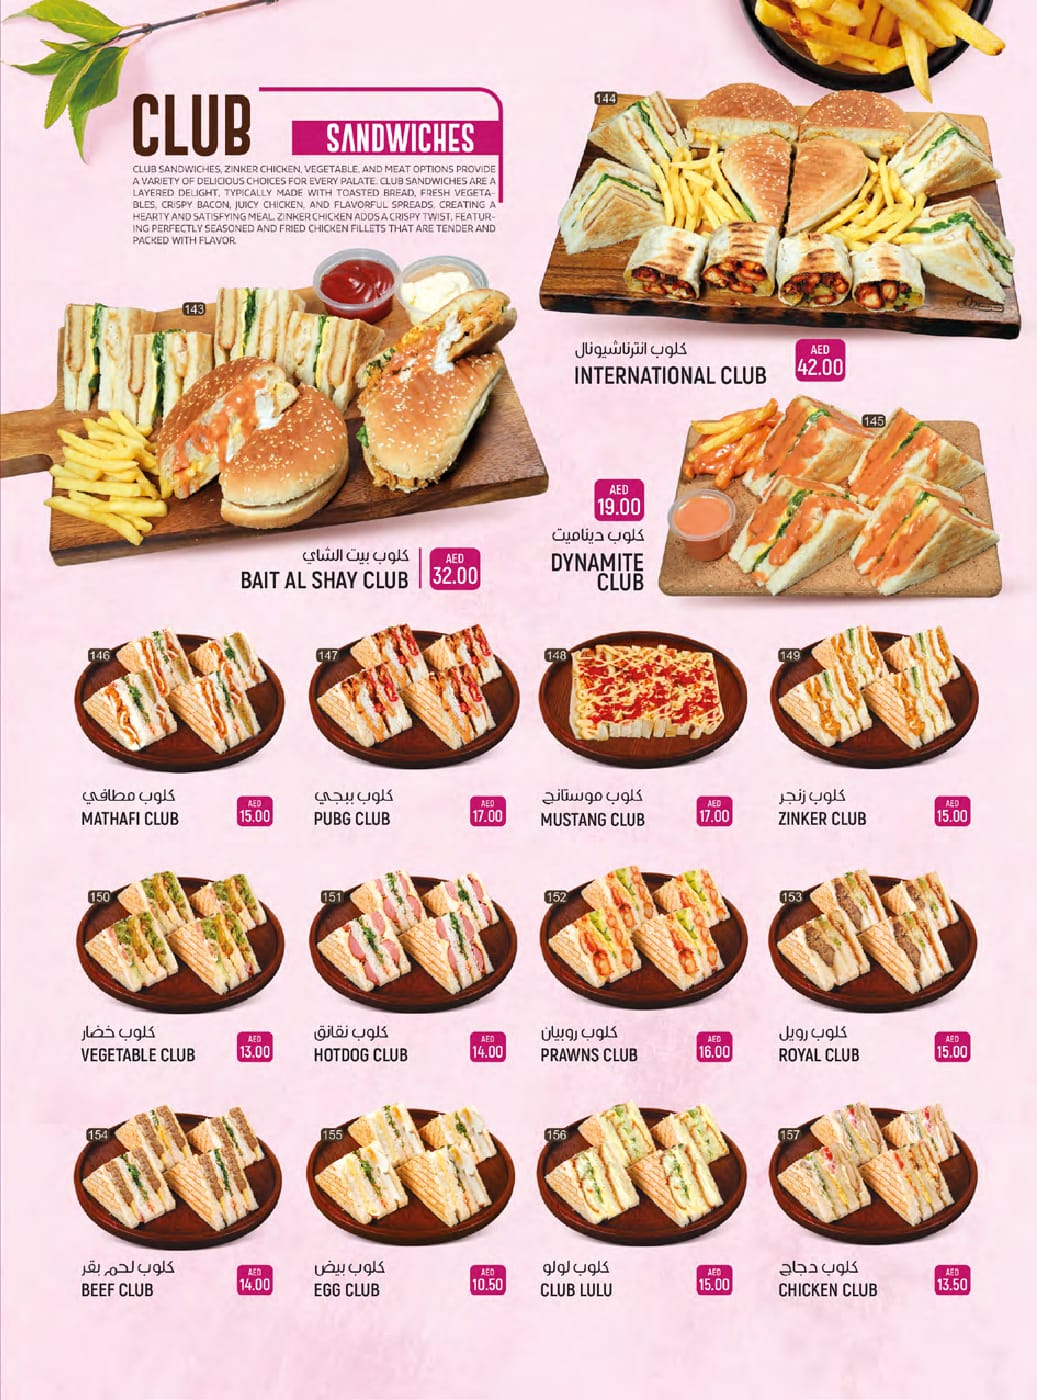 CLUB
SANDWICHES
CLUB SANDWICHES, ZINKER CHICKEN, VEGETABLE, AND MEAT OPTIONS PROVIDE
A VARIETY OF DELICIOUS CHOICES FOR EVERY PALATE. CLUB SANDWICHES ARE A
LAYERED DELIGHT, TYPICALLY MADE WITH TOASTED BREAD, FRESH VEGETA-
BLES, CRISPY BACON, JUICY CHICKEN, AND FLAVORFUL SPREADS, CREATING A
HEARTY AND SATISFYING MEAL. ZINKER CHICKEN ADDS A CRISPY TWIST, FEATUR-
ING PERFECTLY SEASONED AND FRIED CHICKEN FILLETS THAT ARE TENDER AND
PACKED WITH FLAVOR.
144
كلوب انترناشيونال
INTERNATIONAL CLUB
AED
42.00
143
كلوب بيت الشاي
BAIT AL SHAY CLUB
AED
32.00
145
AED
19.00
كلوب ديناميت
DYNAMITE
CLUB
146
كلوب مطافي
MATHAFI CLUB
AED
15.00
147
كلوب ببجي
PUBG CLUB
AED
17.00
148
كلوب موستانج
MUSTANG CLUB
AED
17.00
149
كلوب زنجر
ZINKER CLUB
AED
15.00
150
كلوب خضار
VEGETABLE CLUB
AED
13.00
151
كلوب نقانق
HOTDOG CLUB
AED
14.00
152
كلوب روبيان
PRAWNS CLUB
AED
16.00
153
كلوب رويل
ROYAL CLUB
AED
15.00
154
كلوب لحم بقر
BEEF CLUB
AED
14.00
155
كلوب بيض
EGG CLUB
AED
10.50
156
كلوب لولو
CLUB LULU
AED
15.00
157
كلوب دجاج
CHICKEN CLUB
AED
13.50